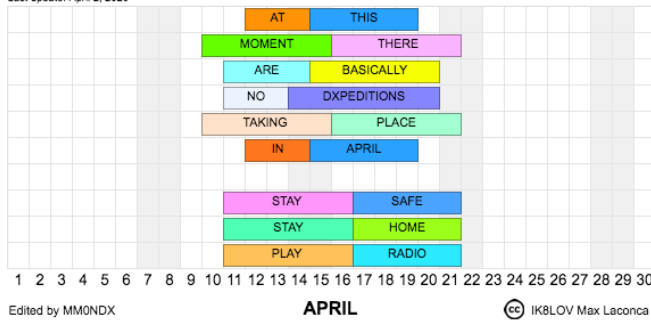 AT THIS
MOMENT THERE
ARE BASICALLY
NO DXPEDITIONS
TAKING PLACE
IN APRIL
STAY SAFE
STAY HOME
PLAY RADIO
1 2 3 4 5 6 7 8 9 10 11 12 13 14 15 16 17 18 19 20 21 22 23 24 25 26 27 28 29 30
Edited by MM0NDX APRIL cc IK8LOV Max Laconca